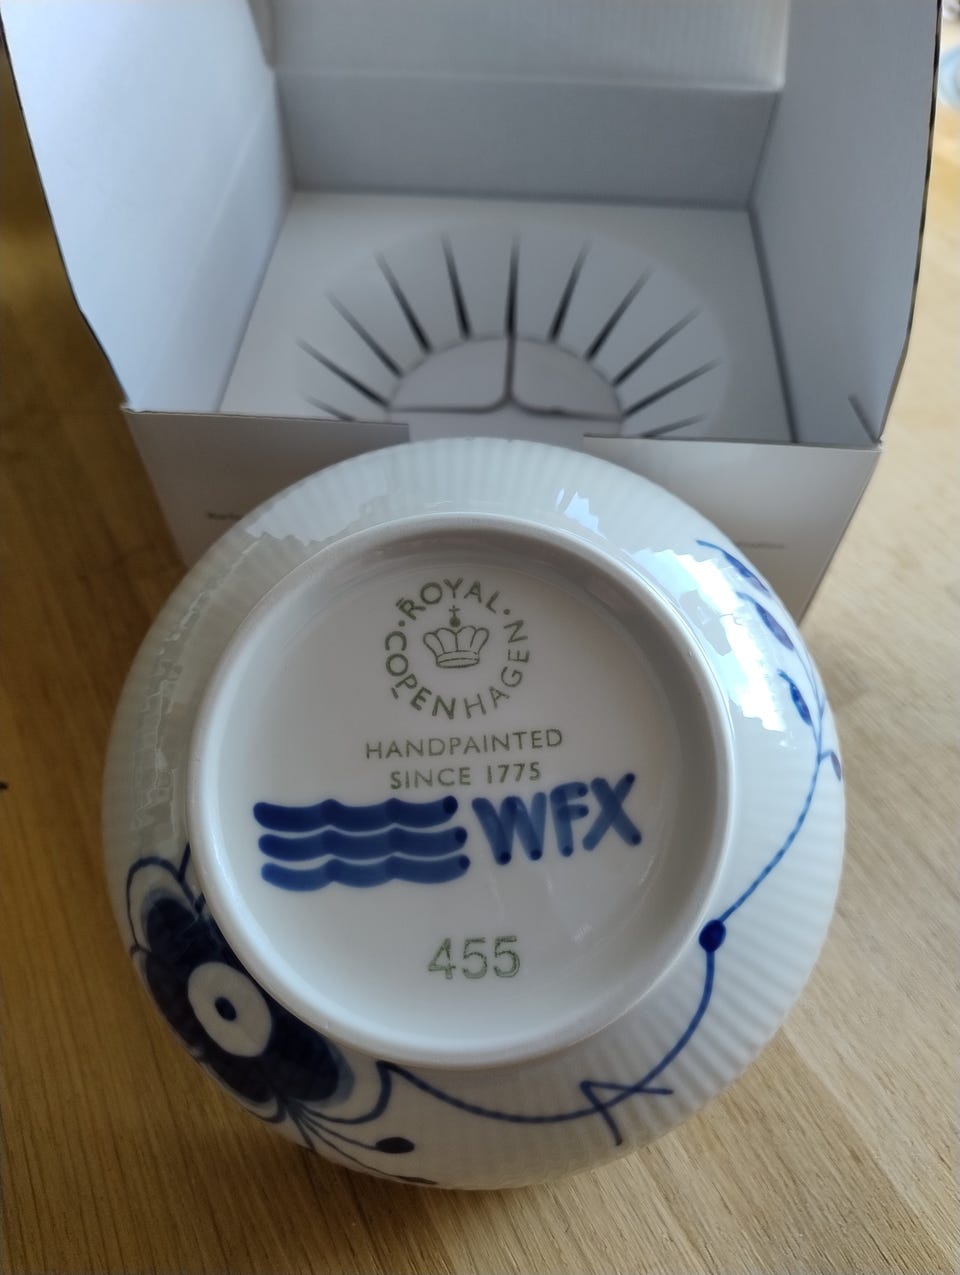 ROYAL
COPENHAGEN
HANDPAINTED
SINCE 1775
WFX
455